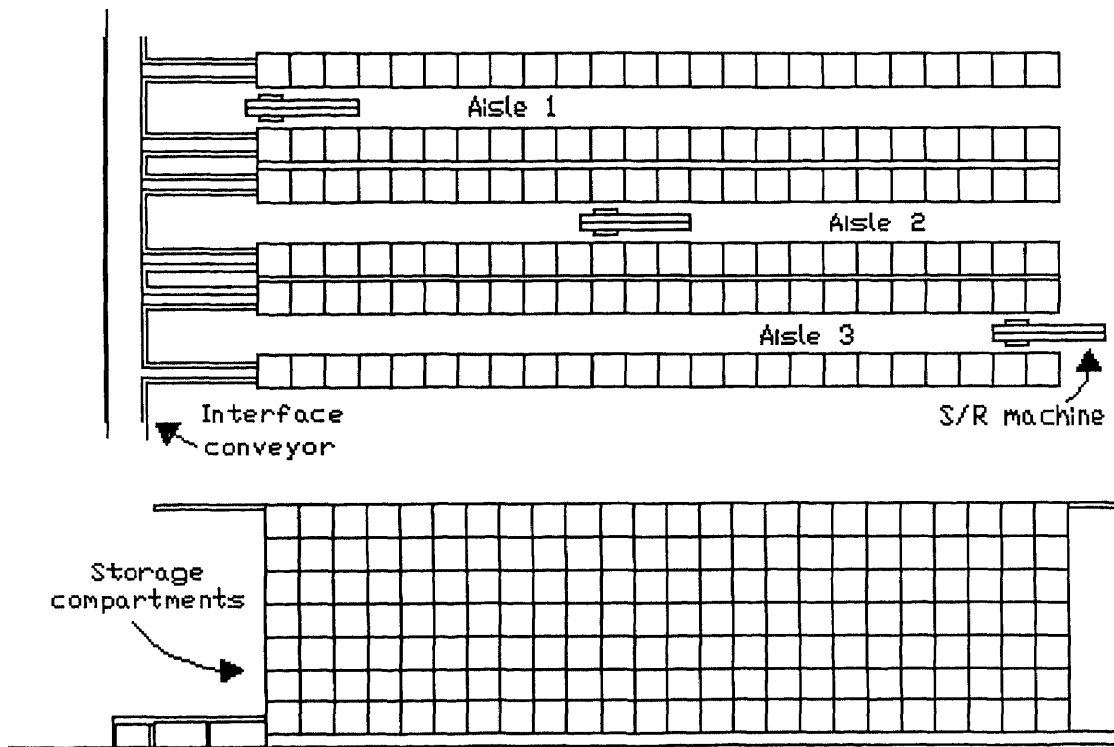 Aisle 1
Aisle 2
Aisle 3
Interface
conveyor
S/R machine
Storage
compartments